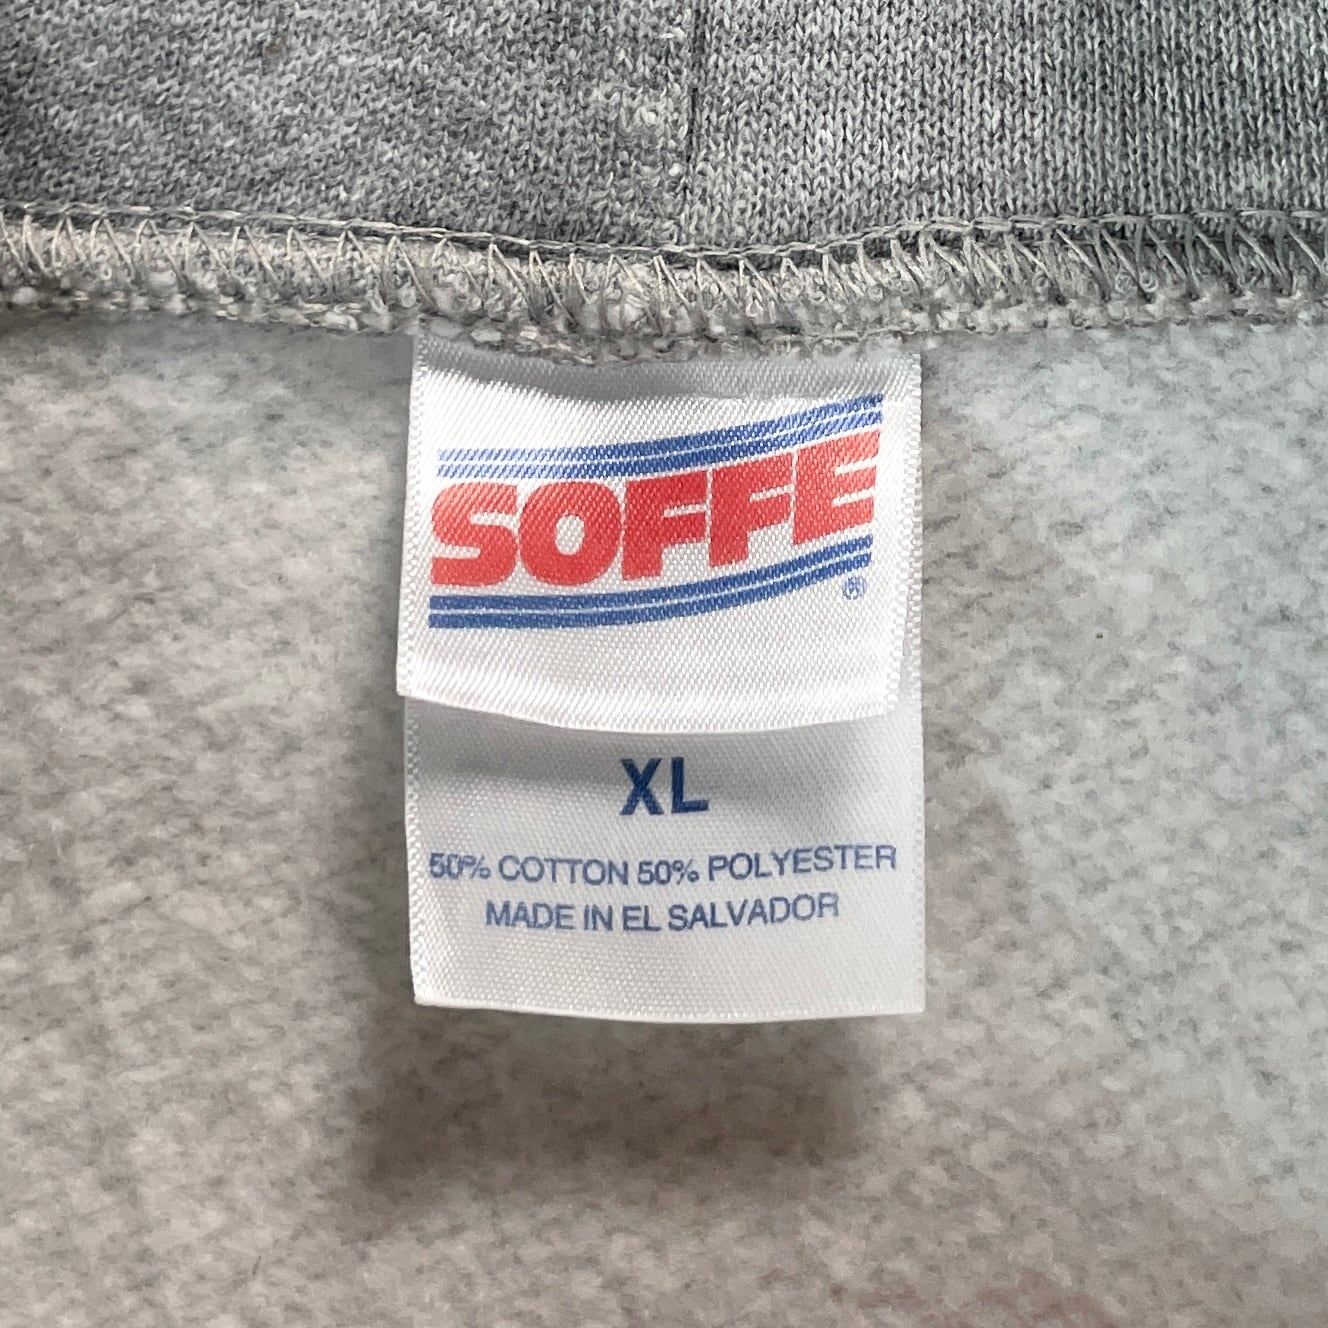 SOFFE
®
XL
50% COTTON 50% POLYESTER
MADE IN EL SALVADOR